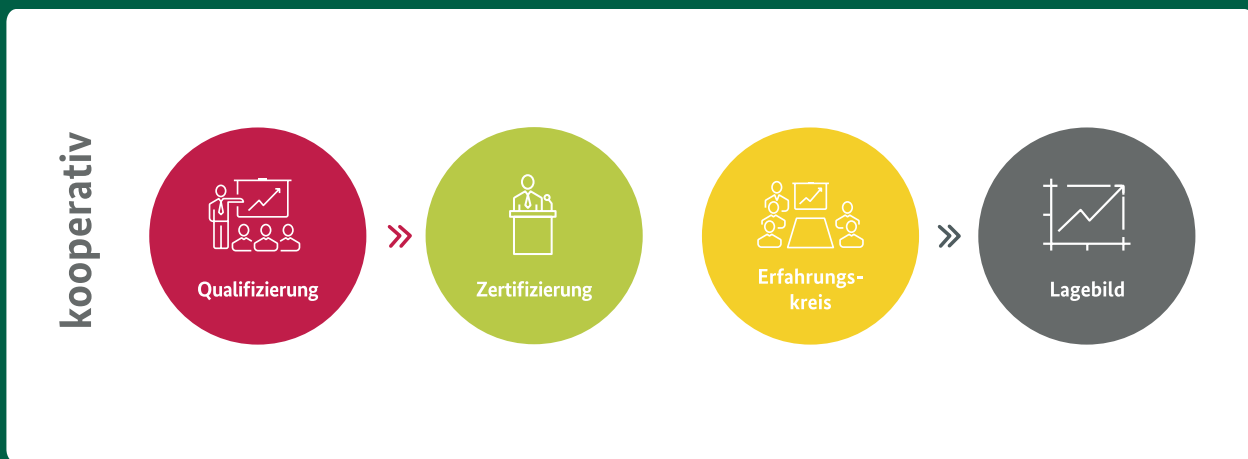 kooperativ
Qualifizierung
Zertifizierung
Erfahrungs-
kreis
Lagebild